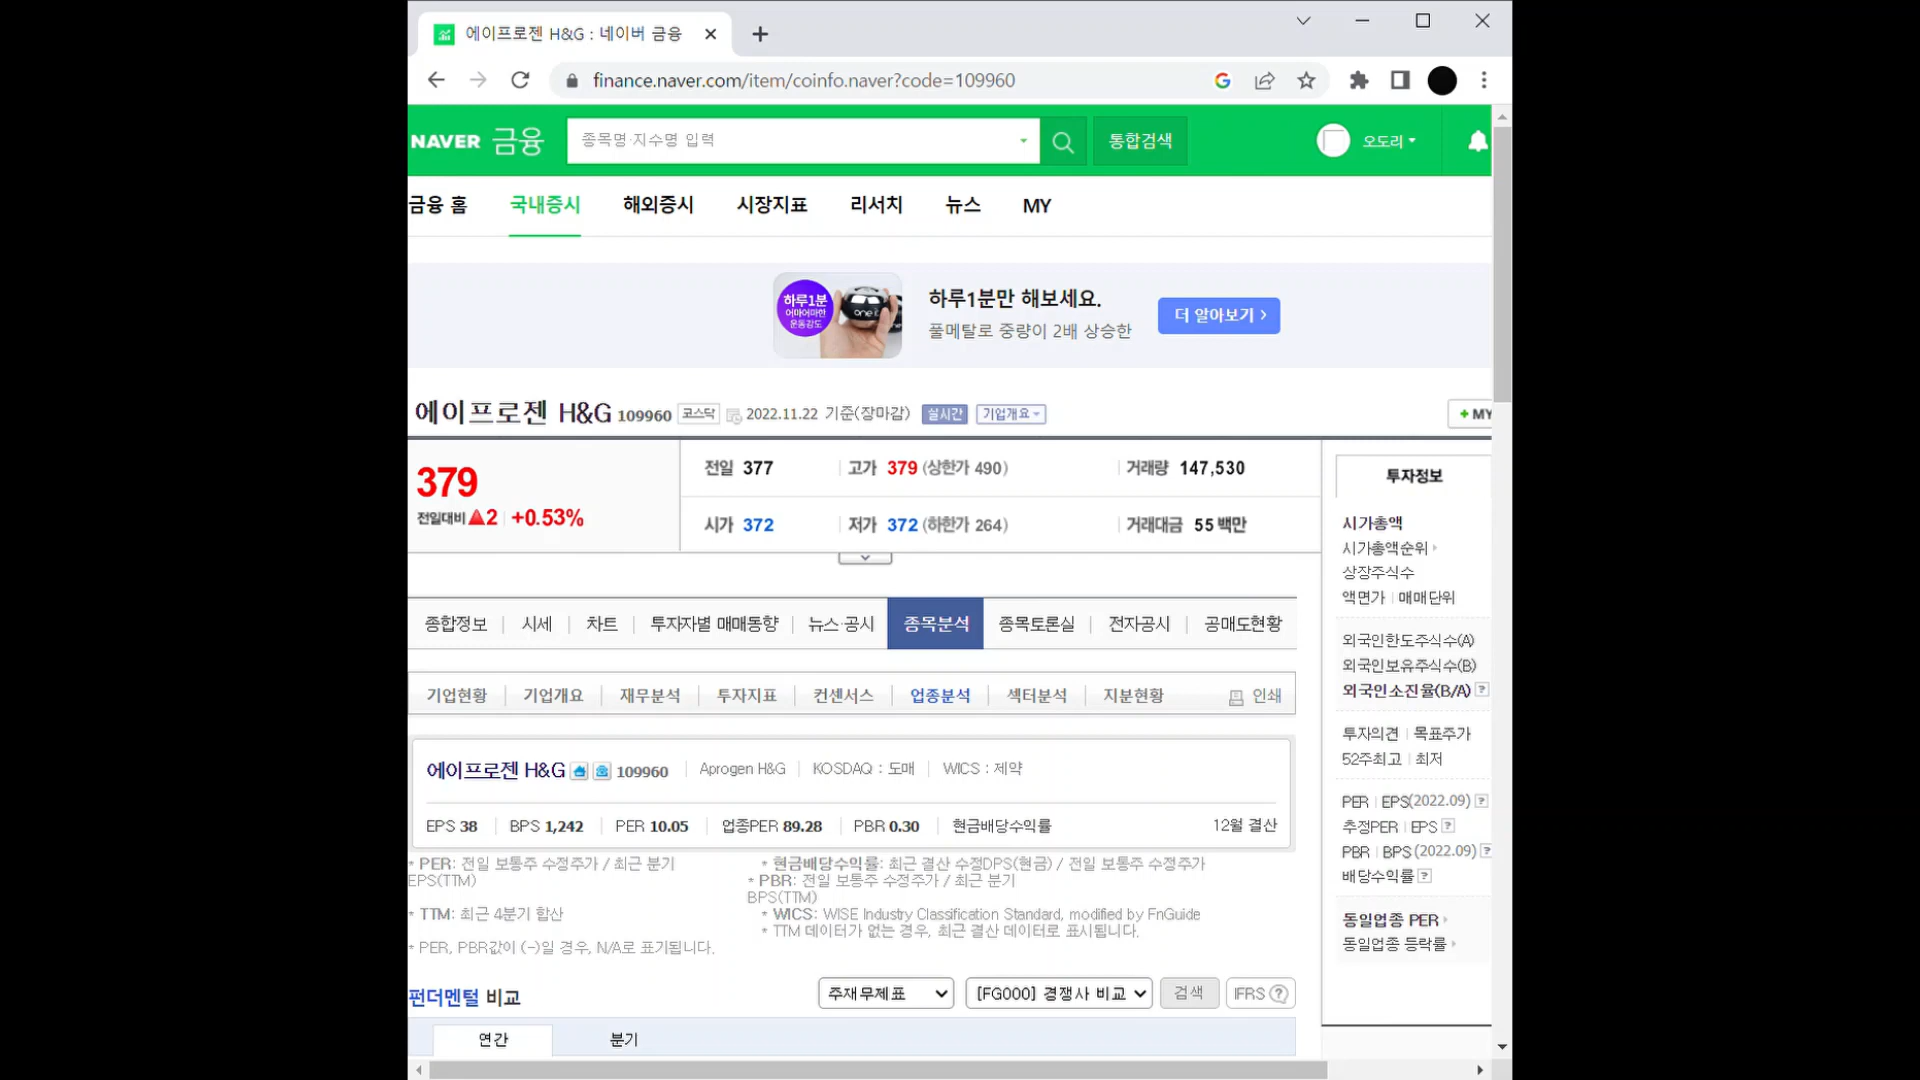 에이프로젠 H&G : 네이버 금융
finance.naver.com/item/coinfo.naver?code=109960
NAVER 금융
종목명·지수명 입력
통합검색
오도리
금융 홈 국내증시 해외증시 시장지표 리서치 뉴스 MY
하루1분
어마어마한
운동강도
하루1분만 해보세요.
풀메탈로 중량이 2배 상승한
더 알아보기 >
에이프로젠 H&G 109960 코스닥 2022.11.22 기준(장마감) 실시간 기업개요
+ MY
379
전일대비 ▲2 +0.53%
전일 377 고가 379 (상한가 490) 거래량 147,530
시가 372 저가 372 (하한가 264) 거래대금 55 백만
종합정보 시세 차트 투자자별 매매동향 뉴스·공시 종목분석 종목토론실 전자공시 공매도현황
기업현황 기업개요 재무분석 투자지표 컨센서스 업종분석 섹터분석 지분현황 인쇄
에이프로젠 H&G 109960 Aprogen H&G KOSDAQ : 도매 WICS : 제약
EPS 38 BPS 1,242 PER 10.05 업종PER 89.28 PBR 0.30 현금배당수익률 12월 결산
* PER: 전일 보통주 수정주가 / 최근 분기
EPS(TTM)
* TTM: 최근 4분기 합산
* PER, PBR값이 (-)일 경우, N/A로 표기됩니다.
* 현금배당수익률: 최근 결산 수정DPS(현금) / 전일 보통주 수정주가
* PBR: 전일 보통주 수정주가 / 최근 분기
BPS(TTM)
* WICS: WISE Industry Classification Standard, modified by FnGuide
* TTM 데이터가 없는 경우, 최근 결산 데이터로 표시됩니다.
펀더멘털 비교
주재무제표 [FG000] 경쟁사 비교 검색 IFRS ?
연간 분기
투자정보
시가총액
시가총액순위
상장주식수
액면가 매매단위
외국인한도주식수(A)
외국인보유주식수(B)
외국인소진율(B/A) ?
투자의견 목표주가
52주최고 최저
PER EPS(2022.09) ?
추정PER EPS ?
PBR BPS(2022.09) ?
배당수익률 ?
동일업종 PER
동일업종 등락률